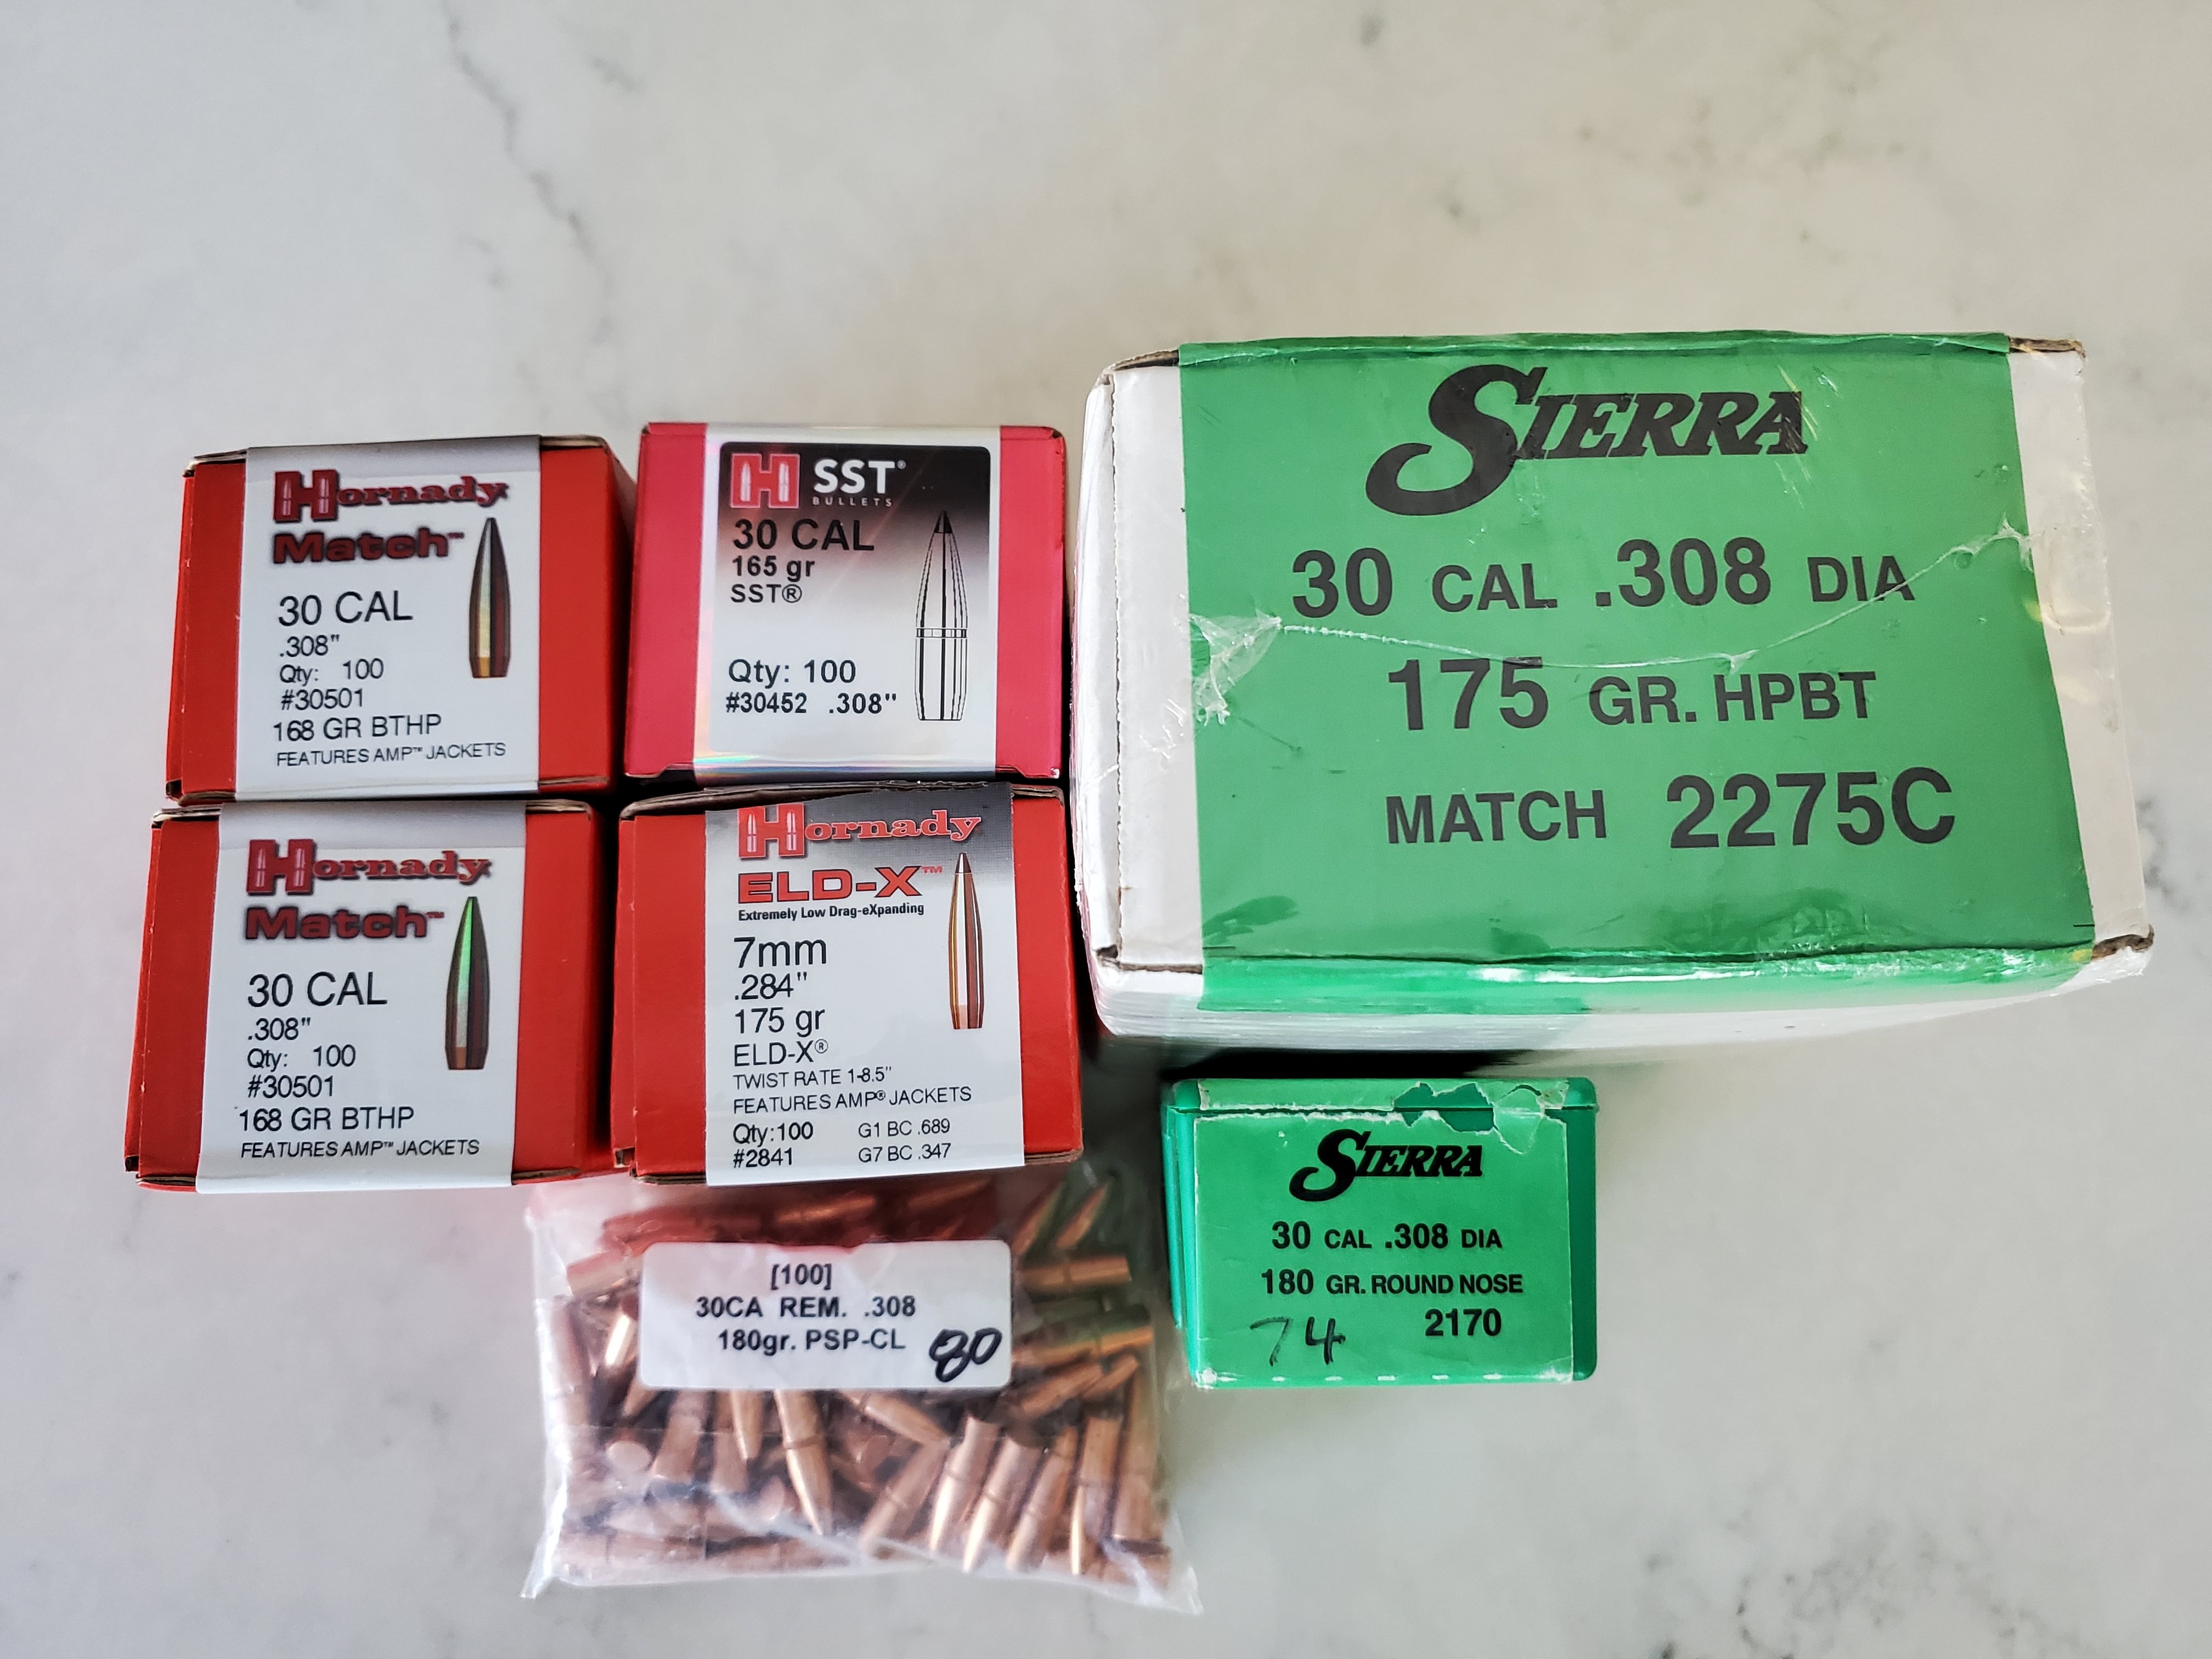 Hornady
Match™
30 CAL
.308"
Qty: 100
#30501
168 GR BTHP
FEATURES AMP™ JACKETS
H SST®
BULLETS
30 CAL
165 gr
SST®
Qty: 100
#30452 .308"
SIERRA
30 CAL .308 DIA
175 GR. HPBT
MATCH 2275C
Hornady
Match™
30 CAL
.308"
Qty: 100
#30501
168 GR BTHP
FEATURES AMP™ JACKETS
Hornady
ELD-X™
Extremely Low Drag-eXpanding
7mm
.284"
175 gr
ELD-X®
TWIST RATE 1-8.5"
FEATURES AMP® JACKETS
Qty:100 G1 BC .689
#2841 G7 BC .347
SIERRA
30 CAL .308 DIA
180 GR. ROUND NOSE
74 2170
[100]
30CA REM. .308
180gr. PSP-CL 80